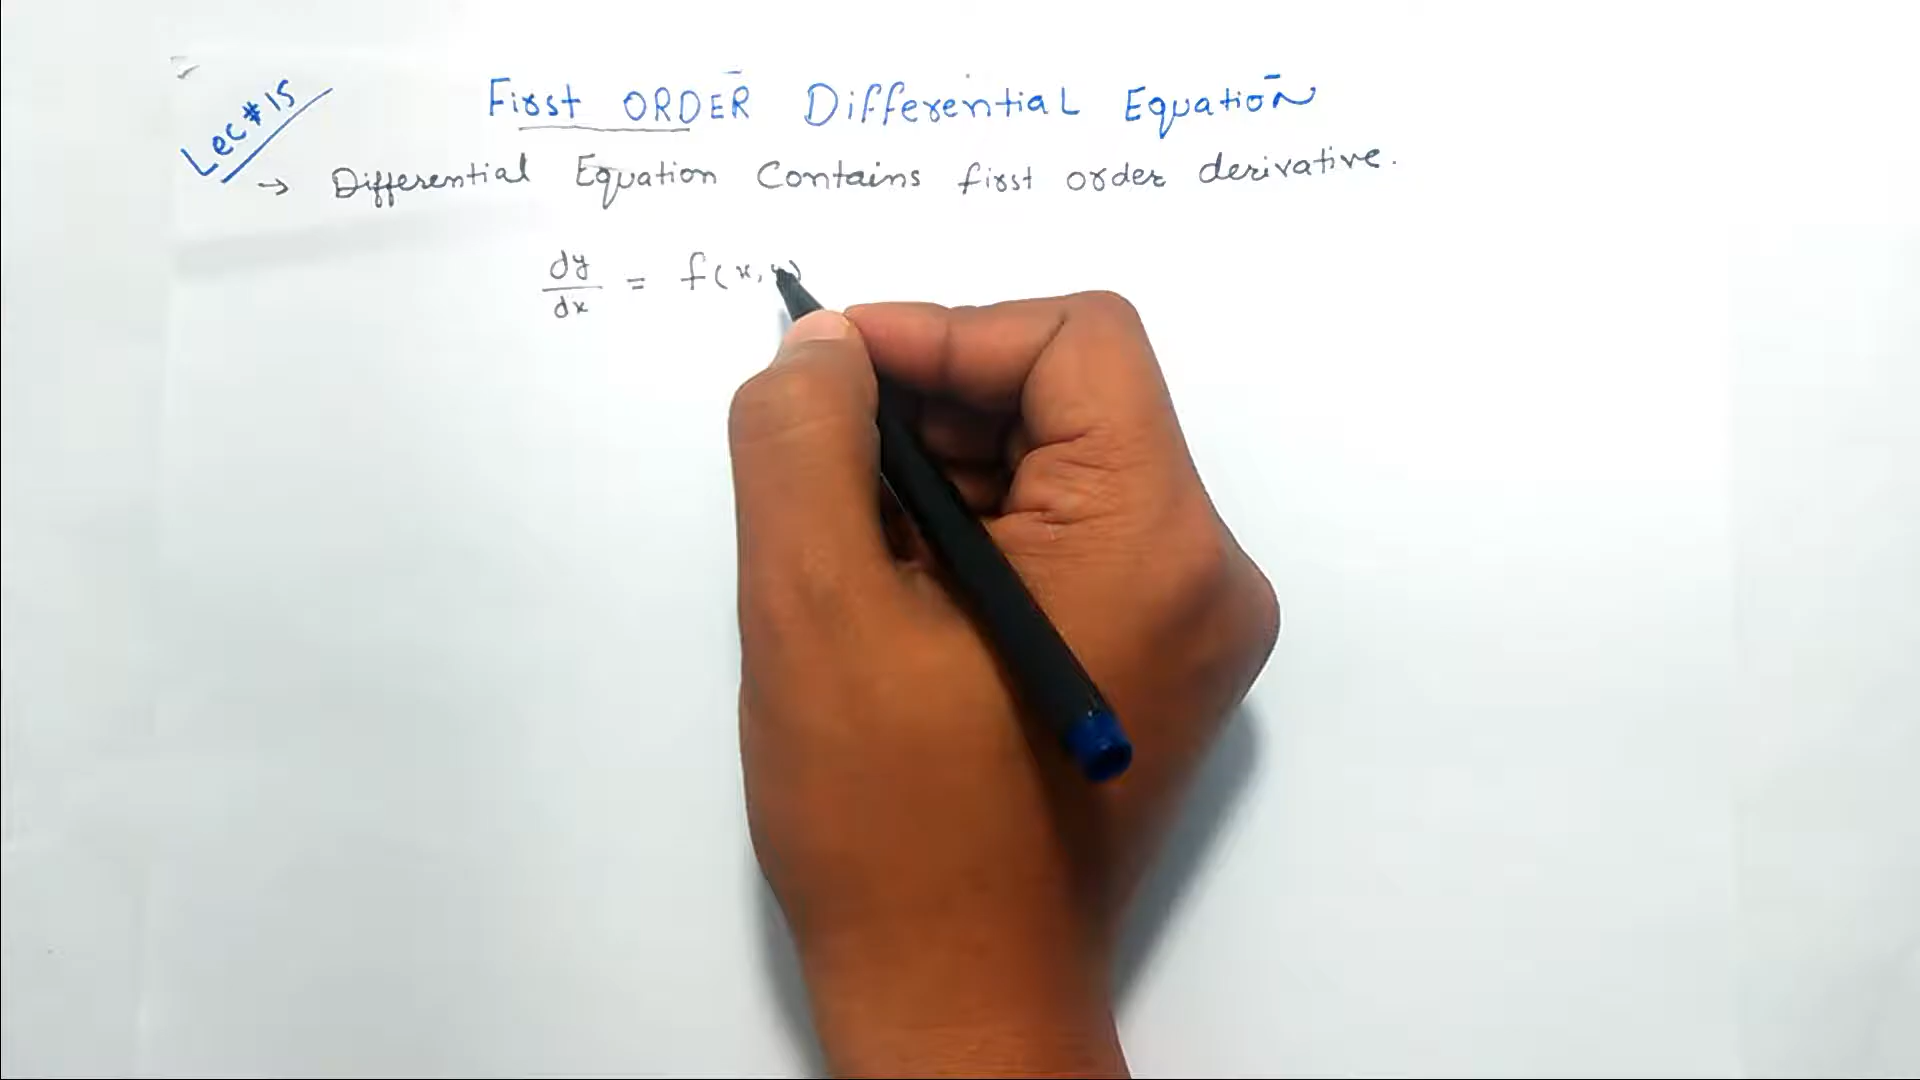 Lec#15
First ORDER Differential Equation
→ Differential Equation Contains first order derivative.
dy/dx = f(x,y)